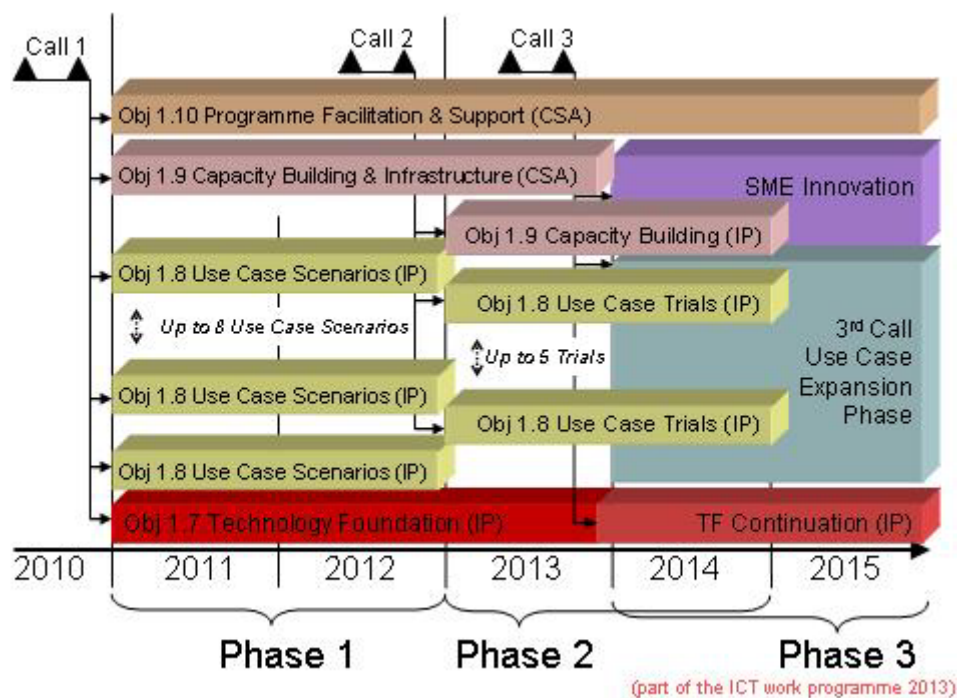 Call 1
Call 2
Call 3
Obj 1.10 Programme Facilitation & Support (CSA)
Obj 1.9 Capacity Building & Infrastructure (CSA)
SME Innovation
Obj 1.9 Capacity Building (IP)
Obj 1.8 Use Case Scenarios (IP)
Obj 1.8 Use Case Trials (IP)
Up to 8 Use Case Scenarios
Up to 5 Trials
3rd Call
Use Case
Expansion
Phase
Obj 1.8 Use Case Scenarios (IP)
Obj 1.8 Use Case Trials (IP)
Obj 1.8 Use Case Scenarios (IP)
Obj 1.7 Technology Foundation (IP)
TF Continuation (IP)
2010
2011
2012
2013
2014
2015
Phase 1
Phase 2
Phase 3
(part of the ICT work programme 2013)